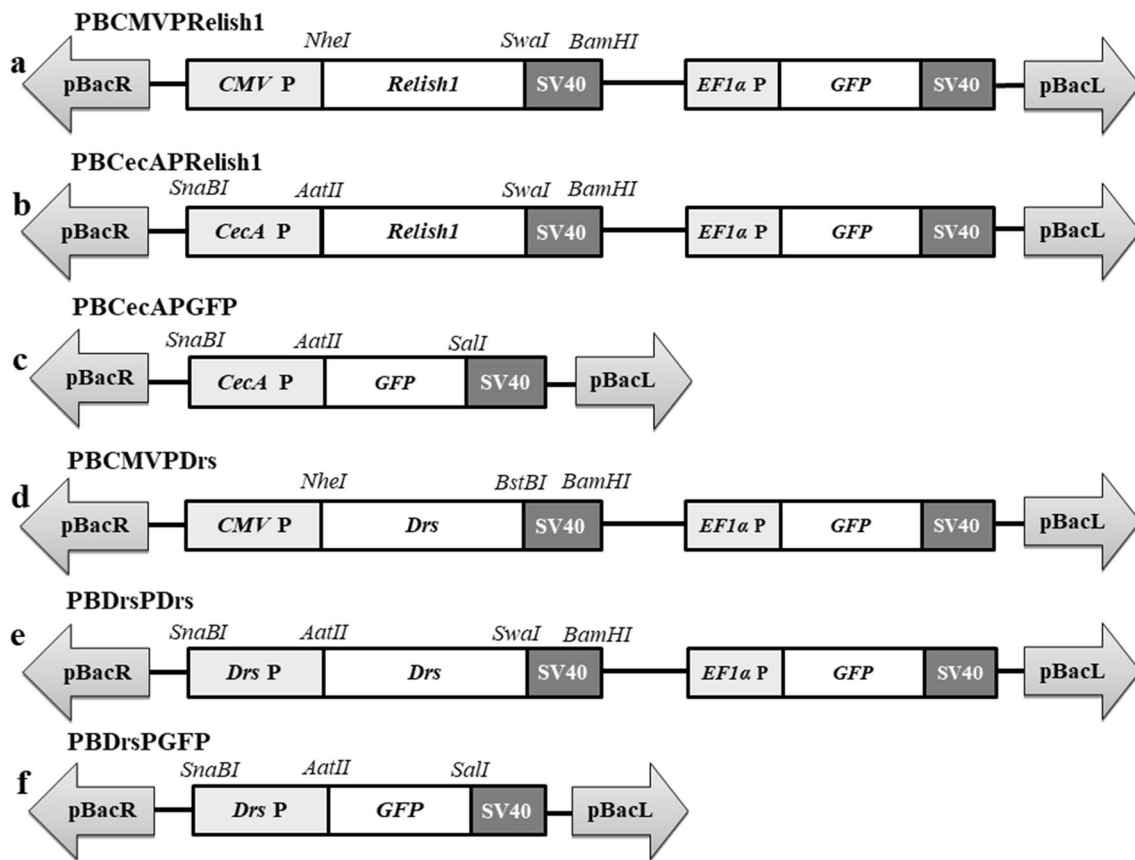 PBCMVPRelish1
NheI SwaI BamHI
a pBacR CMV P Relish1 SV40 EF1α P GFP SV40 pBacL
PBCecAPRelish1
SnaBI AatII SwaI BamHI
b pBacR CecA P Relish1 SV40 EF1α P GFP SV40 pBacL
PBCecAPGFP
SnaBI AatII SalI
c pBacR CecA P GFP SV40 pBacL
PBCMVPDrs
NheI BstBI BamHI
d pBacR CMV P Drs SV40 EF1α P GFP SV40 pBacL
PBDrsPDrs
SnaBI AatII SwaI BamHI
e pBacR Drs P Drs SV40 EF1α P GFP SV40 pBacL
PBDrsPGFP
SnaBI AatII SalI
f pBacR Drs P GFP SV40 pBacL